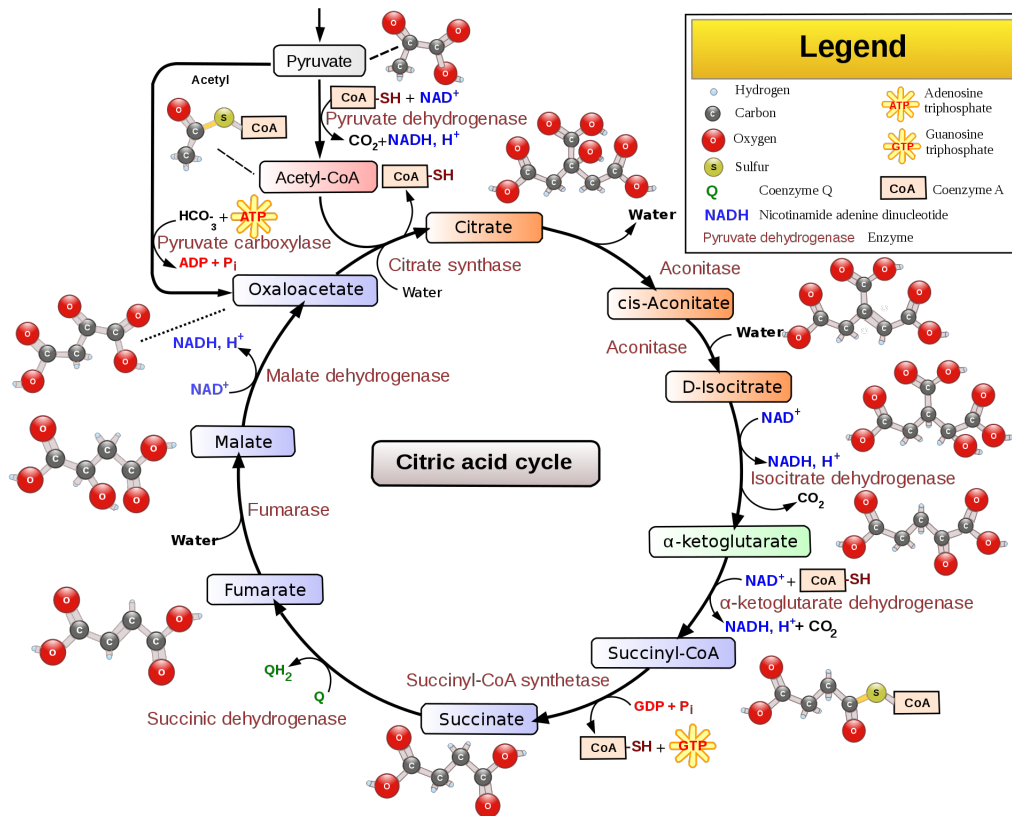 Pyruvate
Acetyl
CoA-SH + NAD+
Pyruvate dehydrogenase
CO2+NADH, H+
S
CoA
O
C
C
Acetyl-CoA
CoA-SH
HCO-3 + ATP
Pyruvate carboxylase
ADP + Pi
Citrate
Water
Citrate synthase
Water
Oxaloacetate
Aconitase
cis-Aconitate
Water
Aconitase
D-Isocitrate
NADH, H+
NAD+
Malate dehydrogenase
NAD+
NADH, H+
Isocitrate dehydrogenase
CO2
Malate
Citric acid cycle
Fumarase
Water
α-ketoglutarate
NAD+ + CoA-SH
α-ketoglutarate dehydrogenase
NADH, H++ CO2
Fumarate
Succinyl-CoA
QH2
Q
Succinic dehydrogenase
Succinyl-CoA synthetase
GDP + Pi
CoA-SH + GTP
Succinate
S
CoA
Legend
Hydrogen
C Carbon
O Oxygen
S Sulfur
Q Coenzyme Q
NADH Nicotinamide adenine dinucleotide
Pyruvate dehydrogenase Enzyme
ATP Adenosine
triphosphate
GTP Guanosine
triphosphate
CoA Coenzyme A